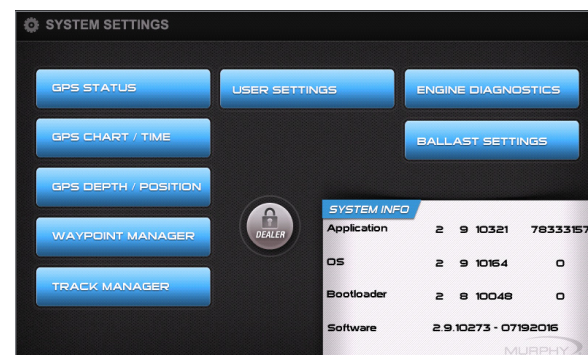 SYSTEM SETTINGS
GPS STATUS
USER SETTINGS
ENGINE DIAGNOSTICS
GPS CHART / TIME
BALLAST SETTINGS
GPS DEPTH / POSITION
WAYPOINT MANAGER
TRACK MANAGER
DEALER
SYSTEM INFO
Application 2 9 10321 78333157
OS 2 9 10164 0
Bootloader 2 8 10048 0
Software 2.9.10273 - 07192016
MURPHY